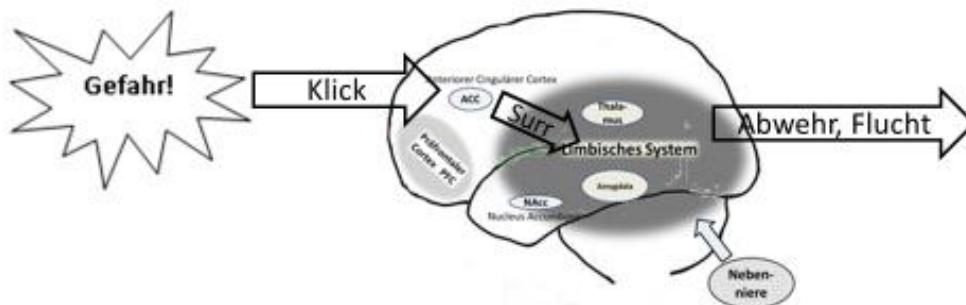 Gefahr!
Klick
Anteriorer Cingulärer Cortex
ACC
Surr
Thala-
mus
Abwehr, Flucht
Präfrontaler
Cortex PFC
Limbisches System
Amygdala
NAcc
Nucleus
Neben-
niere